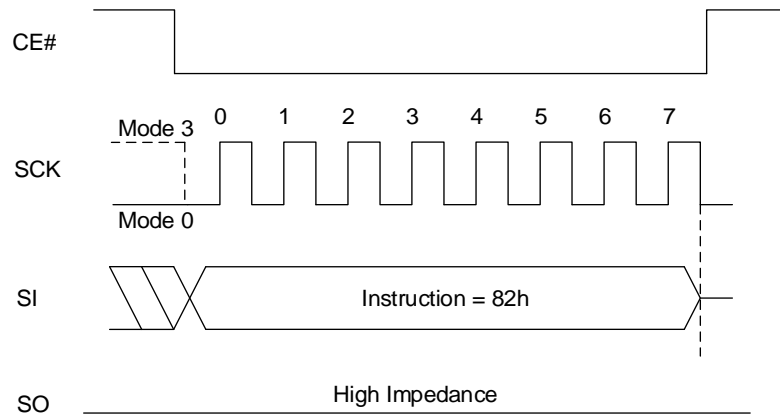 CE#
0 1 2 3 4 5 6 7
Mode 3
SCK
Mode 0
SI
Instruction = 82h
High Impedance
SO